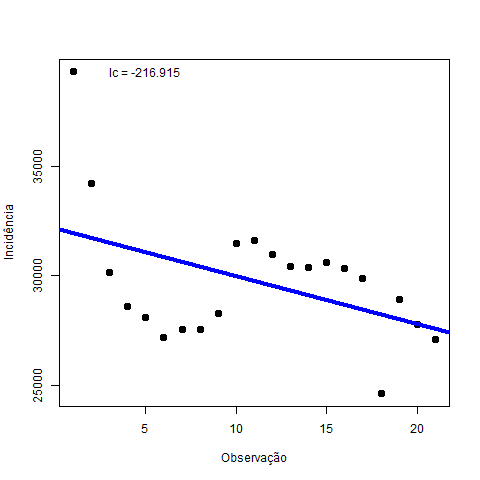 Ic = -216.915
Incidência
35000
30000
25000
5 10 15 20
Observação